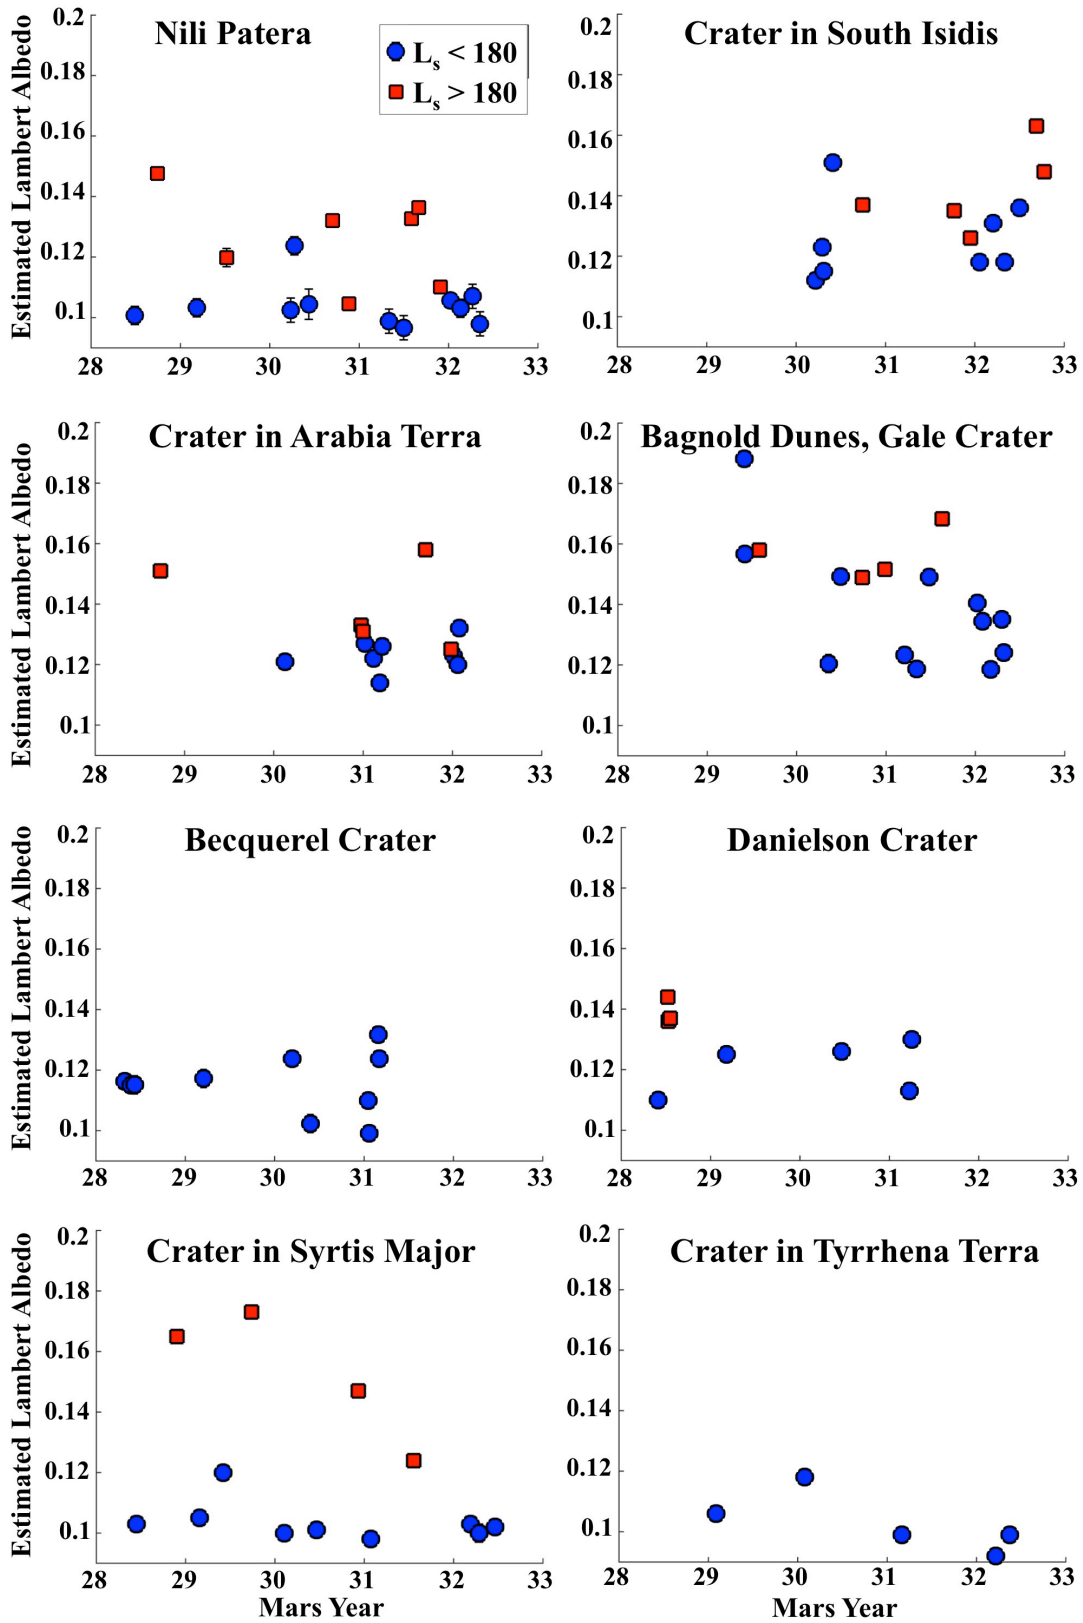 Nili Patera
L_s < 180
L_s > 180
Estimated Lambert Albedo
0.2
0.18
0.16
0.14
0.12
0.1
28 29 30 31 32 33
Crater in South Isidis
0.2
0.18
0.16
0.14
0.12
0.1
28 29 30 31 32 33
Crater in Arabia Terra
Estimated Lambert Albedo
0.2
0.18
0.16
0.14
0.12
0.1
28 29 30 31 32 33
Bagnold Dunes, Gale Crater
0.2
0.18
0.16
0.14
0.12
0.1
28 29 30 31 32 33
Becquerel Crater
Estimated Lambert Albedo
0.2
0.18
0.16
0.14
0.12
0.1
28 29 30 31 32 33
Danielson Crater
0.2
0.18
0.16
0.14
0.12
0.1
28 29 30 31 32 33
Crater in Syrtis Major
Estimated Lambert Albedo
0.2
0.18
0.16
0.14
0.12
0.1
28 29 30 31 32 33
Mars Year
Crater in Tyrrhena Terra
0.2
0.18
0.16
0.14
0.12
0.1
28 29 30 31 32 33
Mars Year